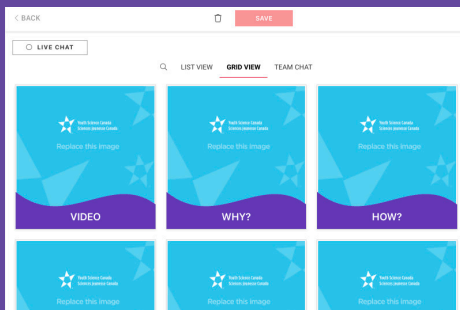 < BACK
SAVE
LIVE CHAT
LIST VIEW GRID VIEW TEAM CHAT
Youth Science Canada
Sciences jeunesse Canada
Replace this image
VIDEO
Youth Science Canada
Sciences jeunesse Canada
Replace this image
WHY?
Youth Science Canada
Sciences jeunesse Canada
Replace this image
HOW?
Youth Science Canada
Sciences jeunesse Canada
Replace this image
Youth Science Canada
Sciences jeunesse Canada
Replace this image
Youth Science Canada
Sciences jeunesse Canada
Replace this image